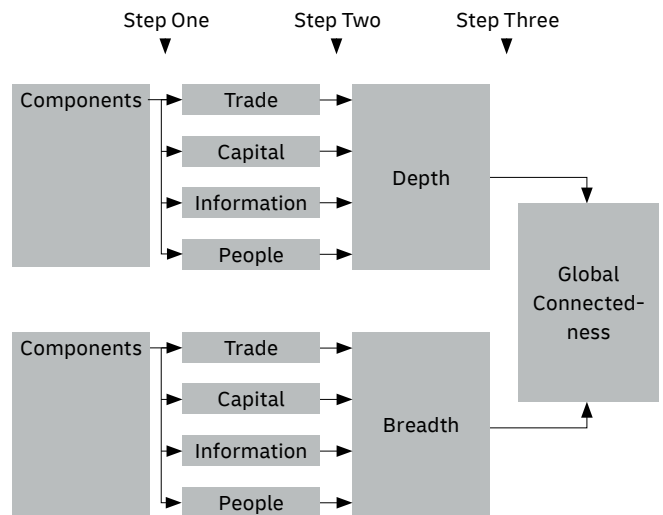 Step One
Step Two
Step Three
Components
Trade
Capital
Information
People
Depth
Global
Connected-
ness
Components
Trade
Capital
Information
People
Breadth